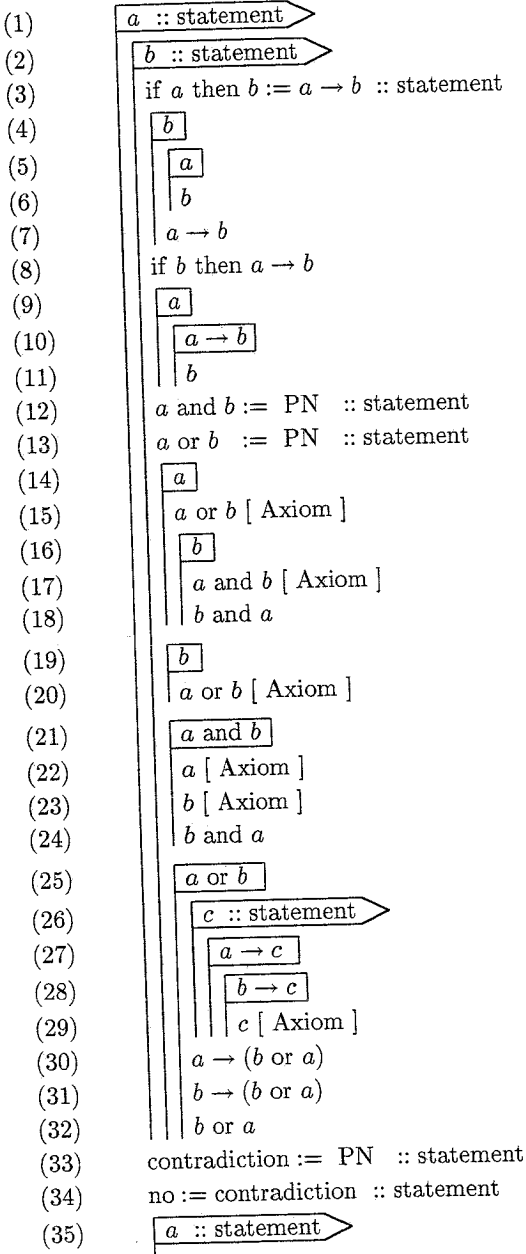 (1) a :: statement
(2) b :: statement
(3) if a then b := a → b :: statement
(4) b
(5) a
(6) b
(7) a → b
(8) if b then a → b
(9) a
(10) a → b
(11) b
(12) a and b := PN :: statement
(13) a or b := PN :: statement
(14) a
(15) a or b [ Axiom ]
(16) b
(17) a and b [ Axiom ]
(18) b and a
(19) b
(20) a or b [ Axiom ]
(21) a and b
(22) a [ Axiom ]
(23) b [ Axiom ]
(24) b and a
(25) a or b
(26) c :: statement
(27) a → c
(28) b → c
(29) c [ Axiom ]
(30) a → (b or a)
(31) b → (b or a)
(32) b or a
(33) contradiction := PN :: statement
(34) no := contradiction :: statement
(35) a :: statement